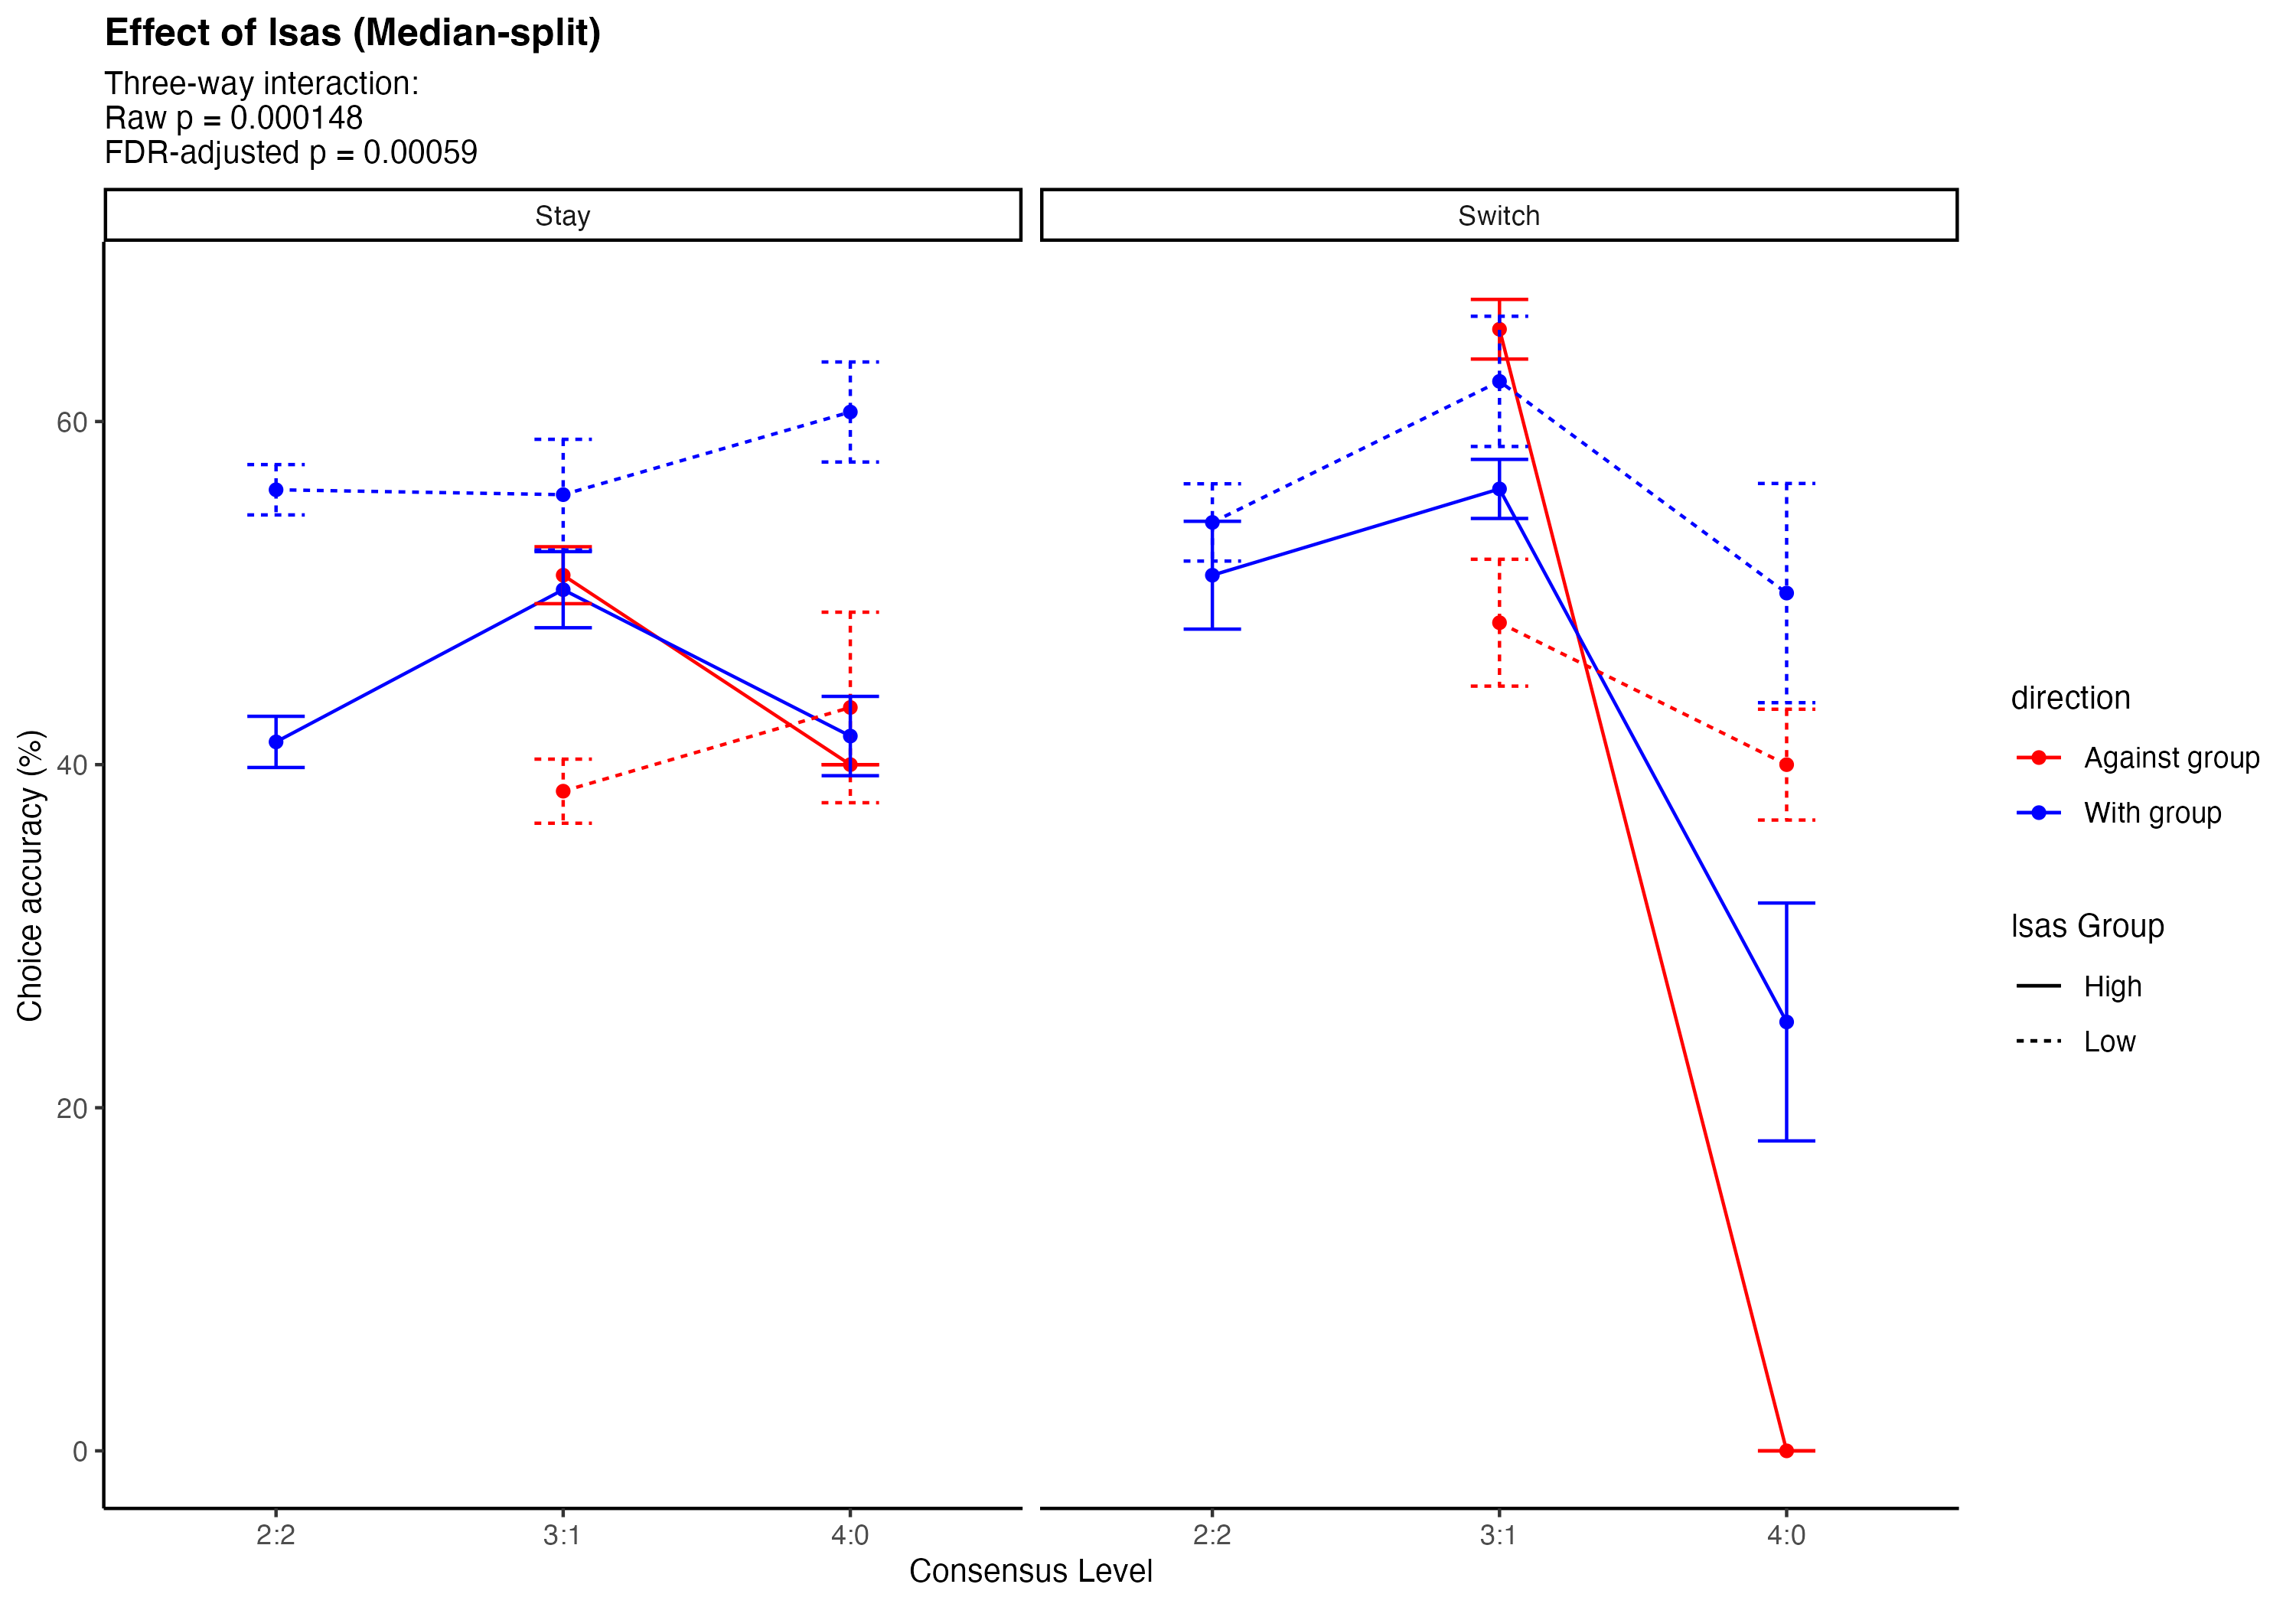 Effect of lsas (Median-split)
Three-way interaction:
Raw p = 0.000148
FDR-adjusted p = 0.00059
Stay
Switch
Choice accuracy (%)
60
40
20
0
2:2
3:1
4:0
2:2
3:1
4:0
Consensus Level
direction
Against group
With group
lsas Group
High
Low